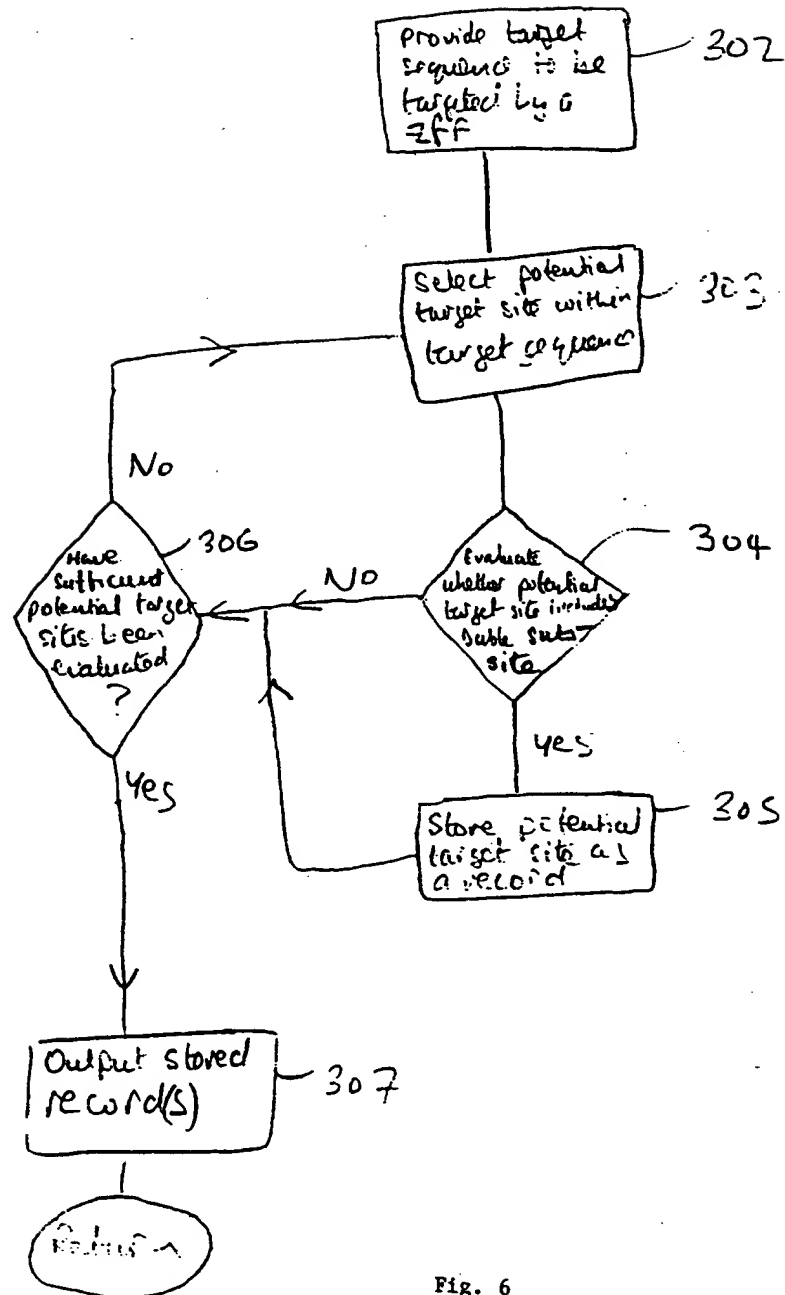 Provide target
sequence to be
targeted by a
zff
302
Select potential
target site within
target sequence
303
No
306
Have
sufficient
potential target
sites been
evaluated
?
No
304
Evaluate
whether potential
target site includes
site
yes
Yes
Store potential
target site as
a record
305
Output stored
record(s)
307
Return
Fig. 6